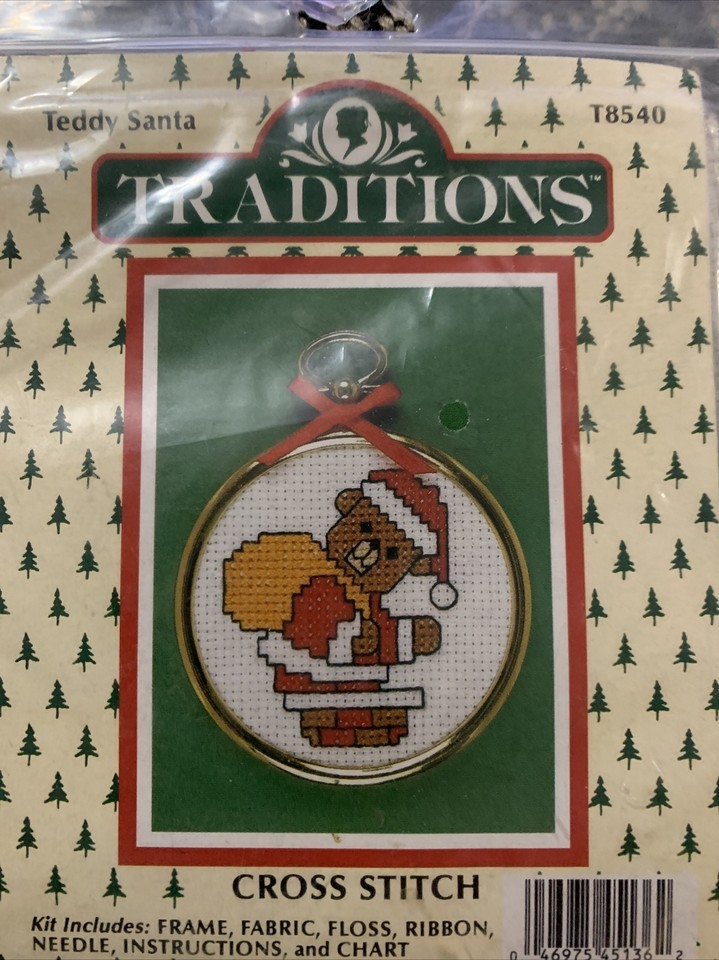 Teddy Santa
T8540
TRADITIONS™
CROSS STITCH
Kit Includes: FRAME, FABRIC, FLOSS, RIBBON,
NEEDLE, INSTRUCTIONS, and CHART
0 46975 45136 2